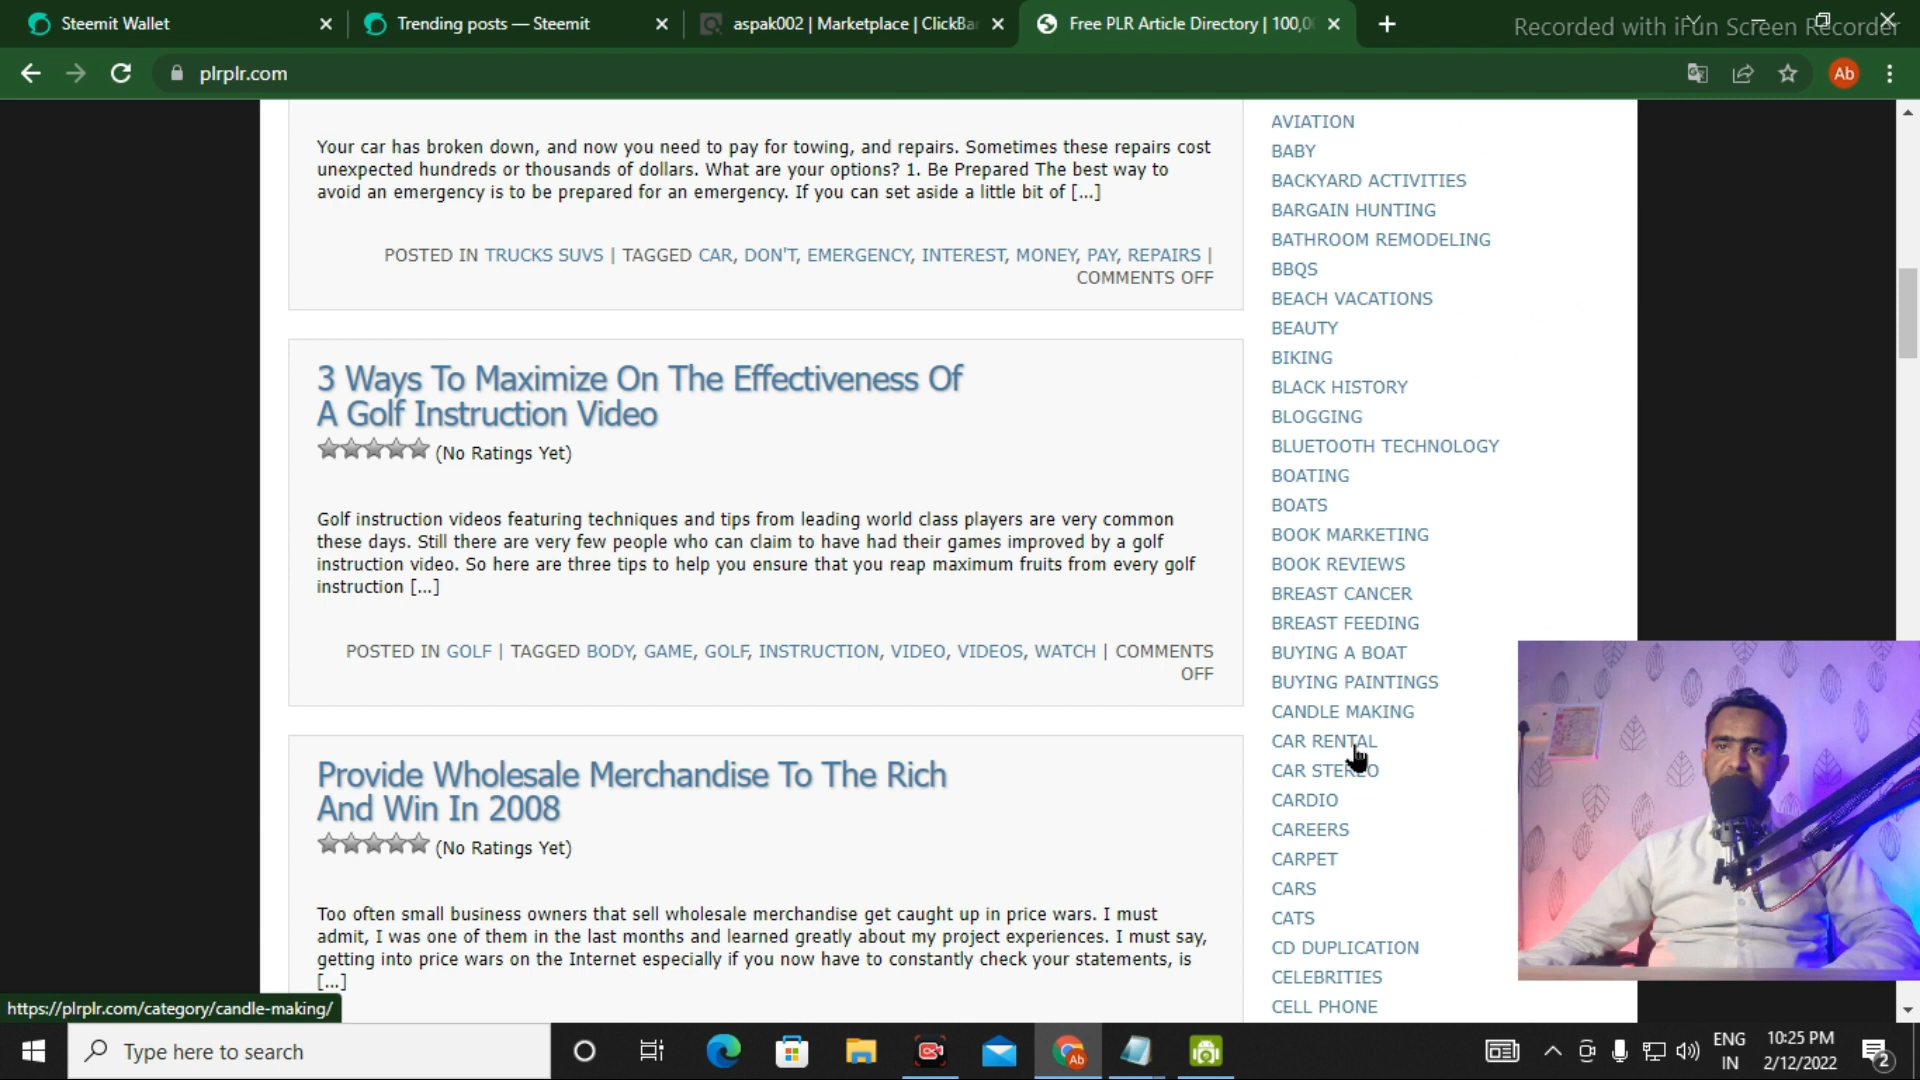 Steemit Wallet
Trending posts — Steemit
aspak002 | Marketplace | ClickBa
Free PLR Article Directory | 100,0
Recorded with iFun Screen Recorder
plrplr.com
Ab
Your car has broken down, and now you need to pay for towing, and repairs. Sometimes these repairs cost
unexpected hundreds or thousands of dollars. What are your options? 1. Be Prepared The best way to
avoid an emergency is to be prepared for an emergency. If you can set aside a little bit of [...]
POSTED IN TRUCKS SUVS | TAGGED CAR, DON'T, EMERGENCY, INTEREST, MONEY, PAY, REPAIRS |
COMMENTS OFF
3 Ways To Maximize On The Effectiveness Of
A Golf Instruction Video
(No Ratings Yet)
Golf instruction videos featuring techniques and tips from leading world class players are very common
these days. Still there are very few people who can claim to have had their games improved by a golf
instruction video. So here are three tips to help you ensure that you reap maximum fruits from every golf
instruction [...]
POSTED IN GOLF | TAGGED BODY, GAME, GOLF, INSTRUCTION, VIDEO, VIDEOS, WATCH | COMMENTS
OFF
Provide Wholesale Merchandise To The Rich
And Win In 2008
(No Ratings Yet)
Too often small business owners that sell wholesale merchandise get caught up in price wars. I must
admit, I was one of them in the last months and learned greatly about my project experiences. I must say,
getting into price wars on the Internet especially if you now have to constantly check your statements, is
[...]
AVIATION
BABY
BACKYARD ACTIVITIES
BARGAIN HUNTING
BATHROOM REMODELING
BBQS
BEACH VACATIONS
BEAUTY
BIKING
BLACK HISTORY
BLOGGING
BLUETOOTH TECHNOLOGY
BOATING
BOATS
BOOK MARKETING
BOOK REVIEWS
BREAST CANCER
BREAST FEEDING
BUYING A BOAT
BUYING PAINTINGS
CANDLE MAKING
CAR RENTAL
CAR STEREO
CARDIO
CAREERS
CARPET
CARS
CATS
CD DUPLICATION
CELEBRITIES
CELL PHONE
https://plrplr.com/category/candle-making/
Type here to search
Ab
ENG
IN
10:25 PM
2/12/2022
2